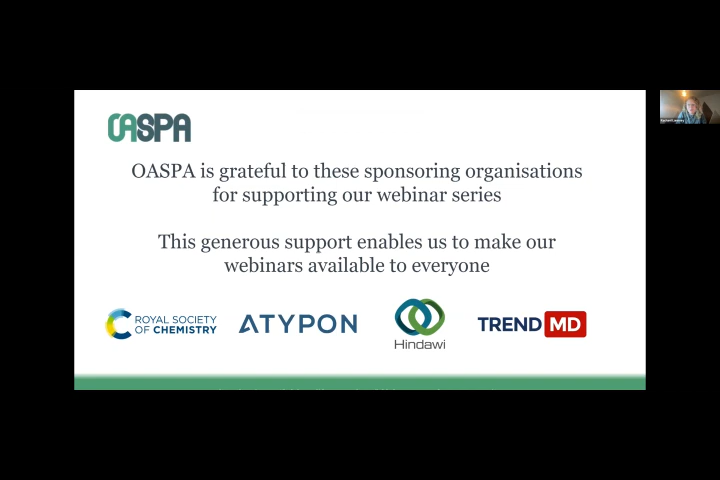 OASPA
OASPA is grateful to these sponsoring organisations
for supporting our webinar series
This generous support enables us to make our
webinars available to everyone
ROYAL SOCIETY
OF CHEMISTRY
ATYPON
Hindawi
TREND MD